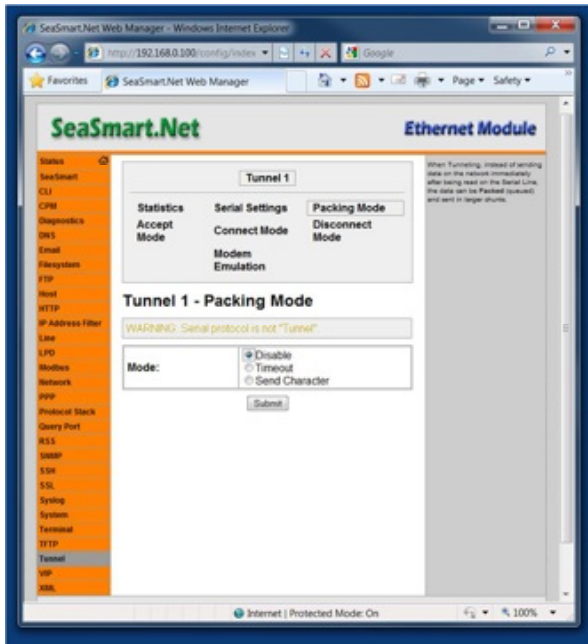 SeaSmart.Net Web Manager - Windows Internet Explorer
http://192.168.0.100/config/index
Google
Favorites
SeaSmart.Net Web Manager
Page
Safety
SeaSmart.Net
Ethernet Module
Status
SeaSmart
CLI
CPM
Diagnostics
DNS
Email
Filesystem
FTP
Host
HTTP
IP Address Filter
Line
LPD
Modbus
Network
PPP
Protocol Stack
Query Port
RSS
SNMP
SSH
SSL
Syslog
System
Terminal
TFTP
Tunnel
VIP
XML
Tunnel 1
Statistics Serial Settings Packing Mode
Accept Mode Connect Mode Disconnect Mode
Modem Emulation
Tunnel 1 - Packing Mode
WARNING: Serial protocol is not "Tunnel".
Mode:
Disable
Timeout
Send Character
Submit
When Tunneling, instead of sending
data on the network immediately
after being read on the Serial Line,
the data can be Packed (queued)
and sent in larger chunks.
Internet | Protected Mode: On
100%